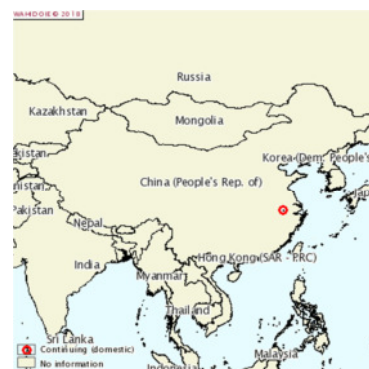 WAHID©OIE © 2018
Russia
Kazakhstan
Mongolia
Korea (Dem. People's
China (People's Rep. of)
Pakistan
Nepal
Hong Kong (SAR - PRC)
India
Myanmar
Thailand
Sri Lanka
Malaysia
Continuing (domestic)
No information